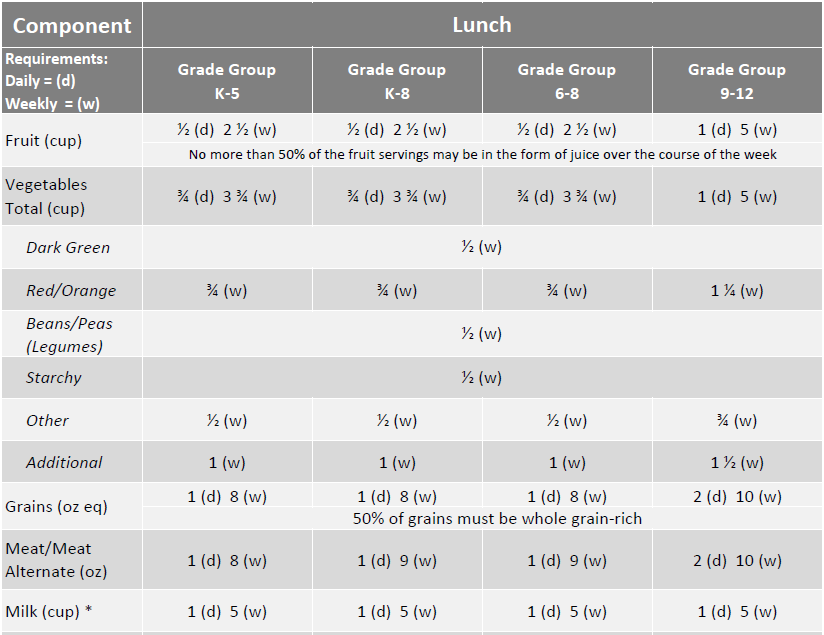 Component Lunch
Requirements:
Daily = (d)
Weekly = (w)
Grade Group
K-5
Grade Group
K-8
Grade Group
6-8
Grade Group
9-12
Fruit (cup)
½ (d) 2 ½ (w) ½ (d) 2 ½ (w) ½ (d) 2 ½ (w) 1 (d) 5 (w)
No more than 50% of the fruit servings may be in the form of juice over the course of the week
Vegetables
Total (cup)
¾ (d) 3 ¾ (w) ¾ (d) 3 ¾ (w) ¾ (d) 3 ¾ (w) 1 (d) 5 (w)
Dark Green ½ (w)
Red/Orange ¾ (w) ¾ (w) ¾ (w) 1 ¼ (w)
Beans/Peas
(Legumes)
½ (w)
Starchy ½ (w)
Other ½ (w) ½ (w) ½ (w) ¾ (w)
Additional 1 (w) 1 (w) 1 (w) 1 ½ (w)
Grains (oz eq)
1 (d) 8 (w) 1 (d) 8 (w) 1 (d) 8 (w) 2 (d) 10 (w)
50% of grains must be whole grain-rich
Meat/Meat
Alternate (oz)
1 (d) 8 (w) 1 (d) 9 (w) 1 (d) 9 (w) 2 (d) 10 (w)
Milk (cup) * 1 (d) 5 (w) 1 (d) 5 (w) 1 (d) 5 (w) 1 (d) 5 (w)